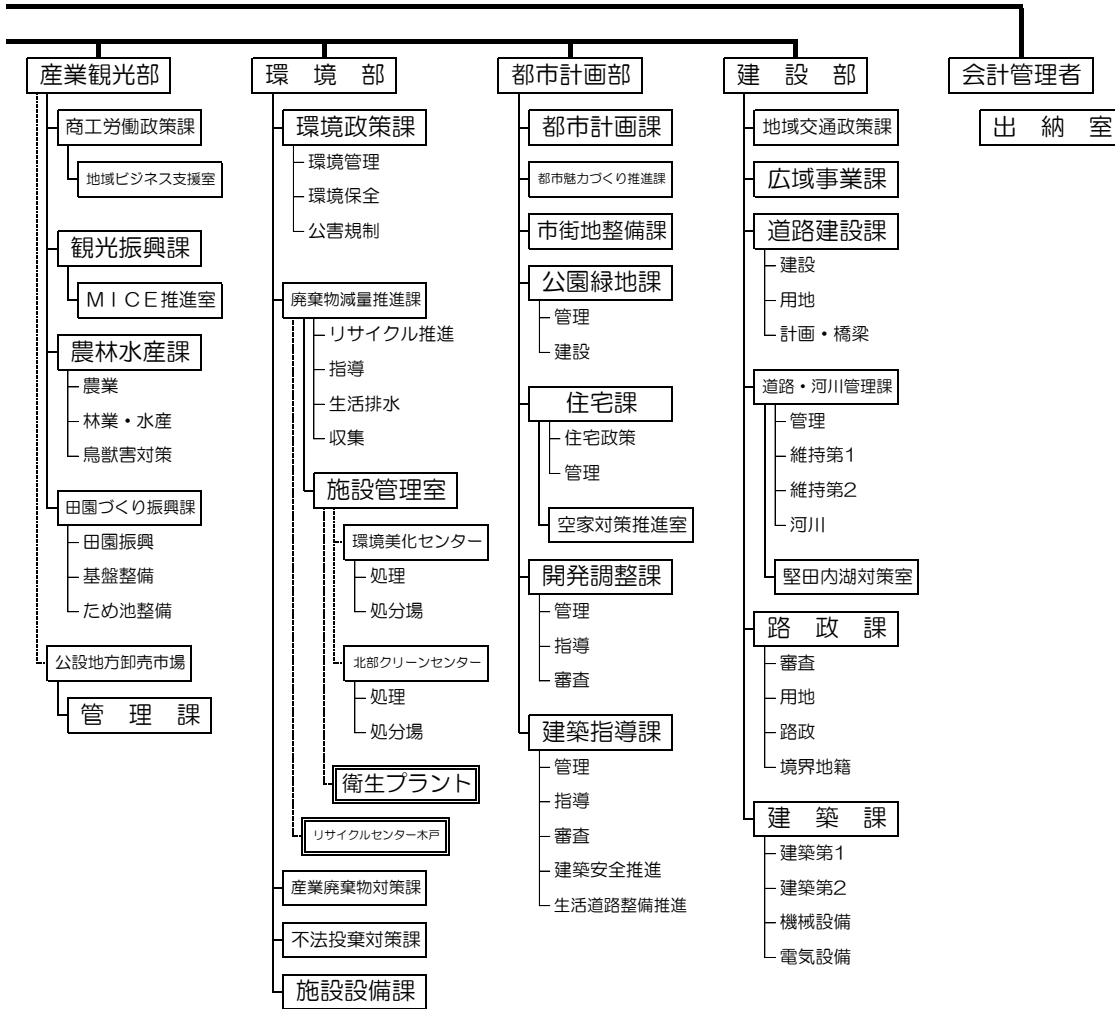 産業観光部
商工労働政策課
地域ビジネス支援室
観光振興課
ＭＩＣＥ推進室
農林水産課
農業
林業・水産
鳥獣害対策
田園づくり振興課
田園振興
基盤整備
ため池整備
公設地方卸売市場
管　理　課
環　境　部
環境政策課
環境管理
環境保全
公害規制
廃棄物減量推進課
リサイクル推進
指導
生活排水
収集
施設管理室
環境美化センター
処理
処分場
北部クリーンセンター
処理
処分場
衛生プラント
リサイクルセンター木戸
産業廃棄物対策課
不法投棄対策課
施設設備課
都市計画部
都市計画課
都市魅力づくり推進課
市街地整備課
公園緑地課
管理
建設
住宅課
住宅政策
管理
空家対策推進室
開発調整課
管理
指導
審査
建築指導課
管理
指導
審査
建築安全推進
生活道路整備推進
建　設　部
地域交通政策課
広域事業課
道路建設課
建設
用地
計画・橋梁
道路・河川管理課
管理
維持第1
維持第2
河川
堅田内湖対策室
路　政　課
審査
用地
路政
境界地籍
建　築　課
建築第1
建築第2
機械設備
電気設備
会計管理者
出　納　室